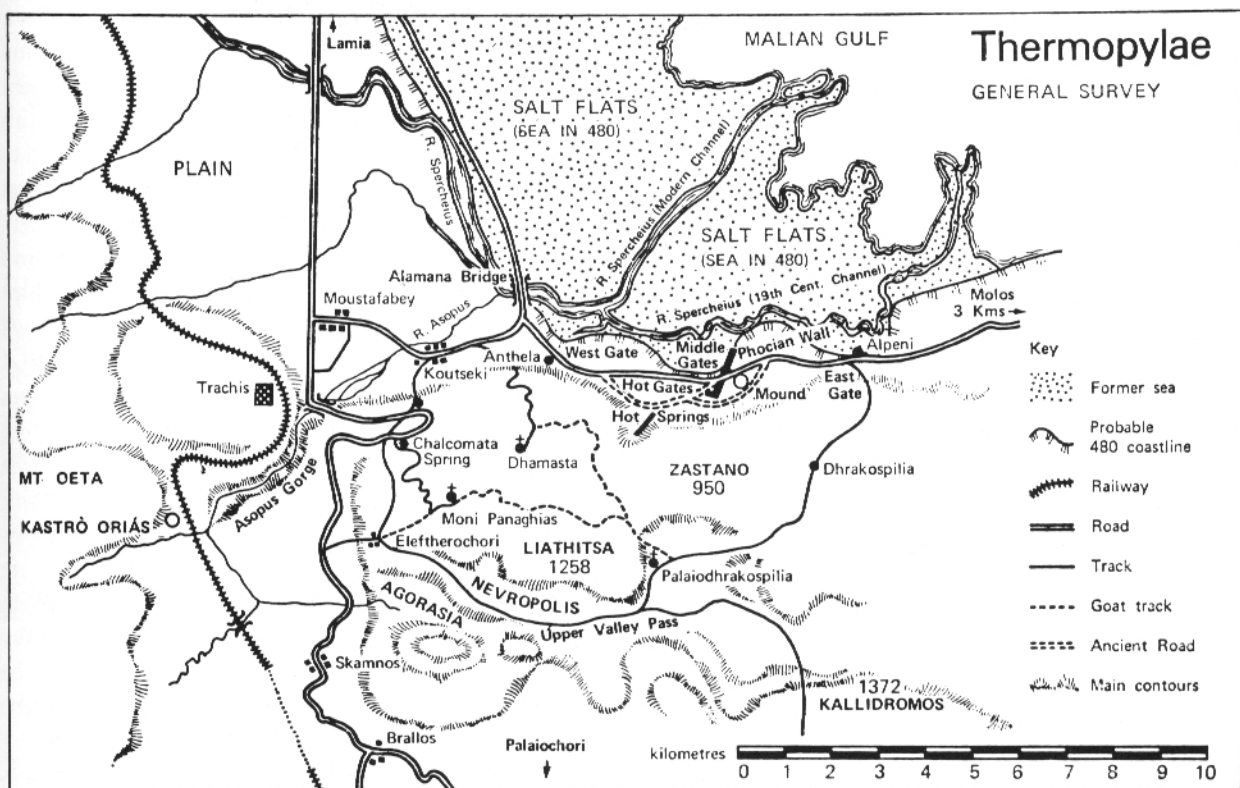 Thermopylae
GENERAL SURVEY
MALIAN GULF
Lamia
SALT FLATS
(SEA IN 480)
PLAIN
R. Spercheius
R. Spercheius (Modern Channel)
SALT FLATS
(SEA IN 480)
R. Spercheius (19th Cent. Channel)
Alamana Bridge
Moustafabey
R. Asopus
Molos
3 Kms
Anthela
West Gate
Middle
Gates
Phocian Wall
Alpeni
Koutseki
Trachis
Hot Gates
Mound
East
Gate
Hot Springs
Chalcomata
Spring
Dhamasta
ZASTANO
950
Dhrakospilia
MT OETA
Asopus Gorge
KASTRÒ ORIÁS
Moni Panaghias
Eleftherochori
LIATHITSA
1258
Palaiodhrakospilia
NEVROPOLIS
AGORASIA
Upper Valley Pass
Skamnos
1372
KALLIDROMOS
Brallos
Palaiochori
Key
Former sea
Probable
480 coastline
Railway
Road
Track
Goat track
Ancient Road
Main contours
kilometres
0 1 2 3 4 5 6 7 8 9 10